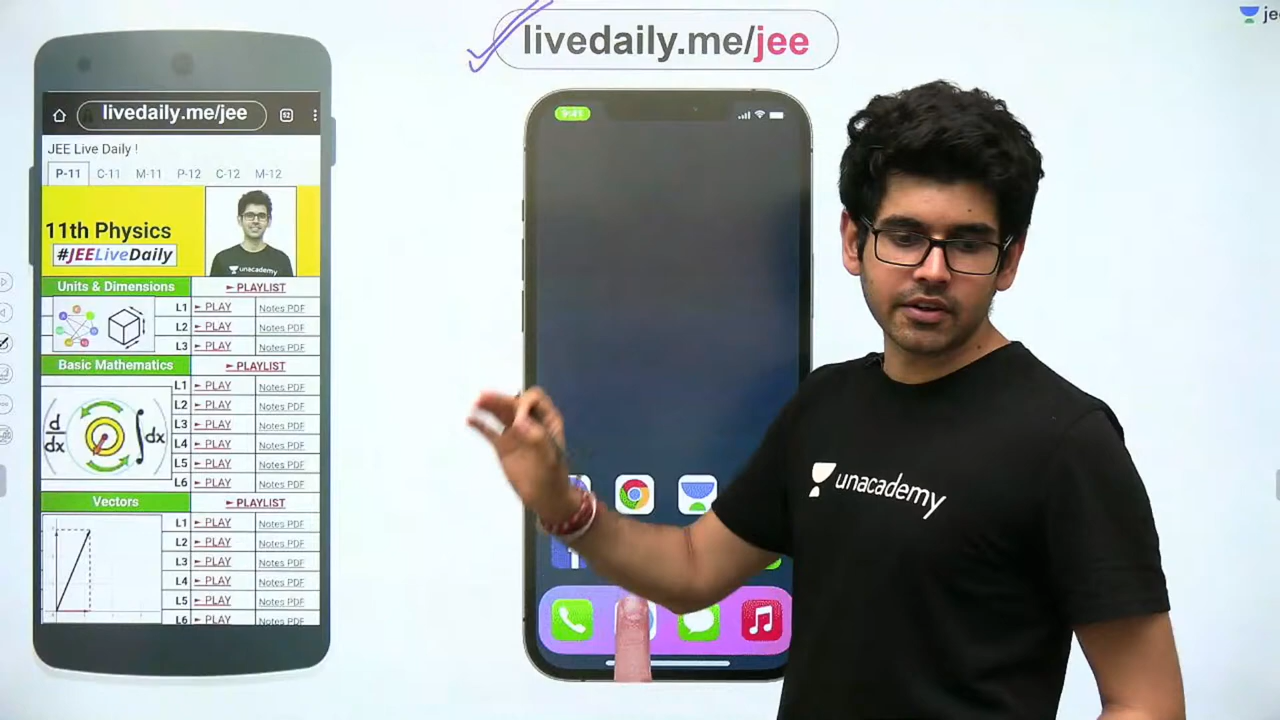 livedaily.me/jee
jee
livedaily.me/jee
JEE Live Daily !
P-11 C-11 M-11 P-12 C-12 M-12
11th Physics
#JEELiveDaily
unacademy
Units & Dimensions ► PLAYLIST
L1 ► PLAY Notes PDF
L2 ► PLAY Notes PDF
L3 ► PLAY Notes PDF
Basic Mathematics ► PLAYLIST
L1 ► PLAY Notes PDF
L2 ► PLAY Notes PDF
L3 ► PLAY Notes PDF
L4 ► PLAY Notes PDF
L5 ► PLAY Notes PDF
L6 ► PLAY Notes PDF
d/dx ∫dx
Vectors ► PLAYLIST
L1 ► PLAY Notes PDF
L2 ► PLAY Notes PDF
L3 ► PLAY Notes PDF
L4 ► PLAY Notes PDF
L5 ► PLAY Notes PDF
L6 ► PLAY Notes PDF
9:41
unacademy